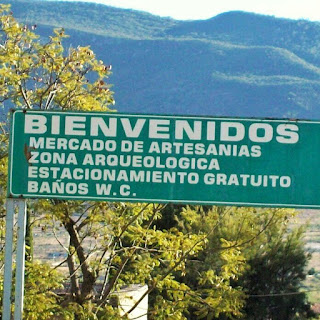 BIENVENIDOS
MERCADO DE ARTESANIAS
ZONA ARQUEOLOGICA
ESTACIONAMIENTO GRATUITO
BAÑOS W.C.